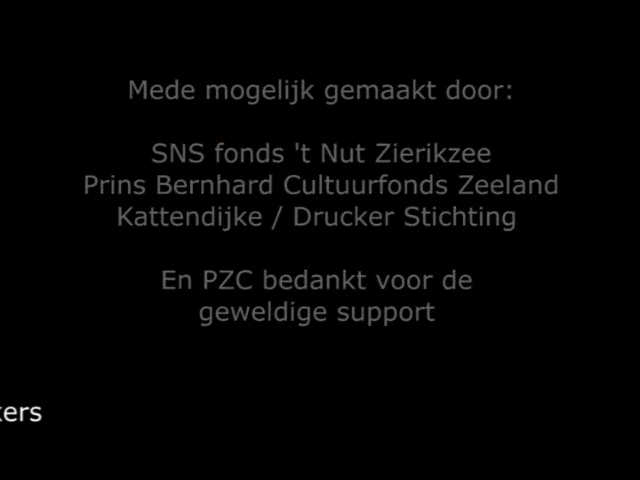 Mede mogelijk gemaakt door:
SNS fonds 't Nut Zierikzee
Prins Bernhard Cultuurfonds Zeeland
Kattendijke / Drucker Stichting
En PZC bedankt voor de
geweldige support